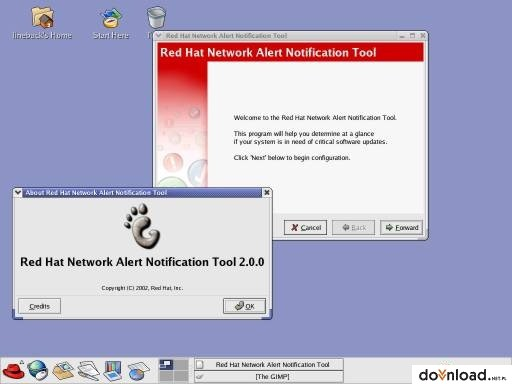 lineback's Home
Start Here
Red Hat Network Alert Notification Tool
Red Hat Network Alert Notification Tool
Welcome to the Red Hat Network Alert Notification Tool.
This program will help you determine at a glance
if your system is in need of critical software updates.
Click 'Next' below to begin configuration.
Cancel
Back
Forward
About Red Hat Network Alert Notification Tool
Red Hat Network Alert Notification Tool 2.0.0
Copyright (C) 2002, Red Hat, Inc.
Credits
OK
Red Hat Network Alert Notification Tool
[The GIMP]
download.NET.PL